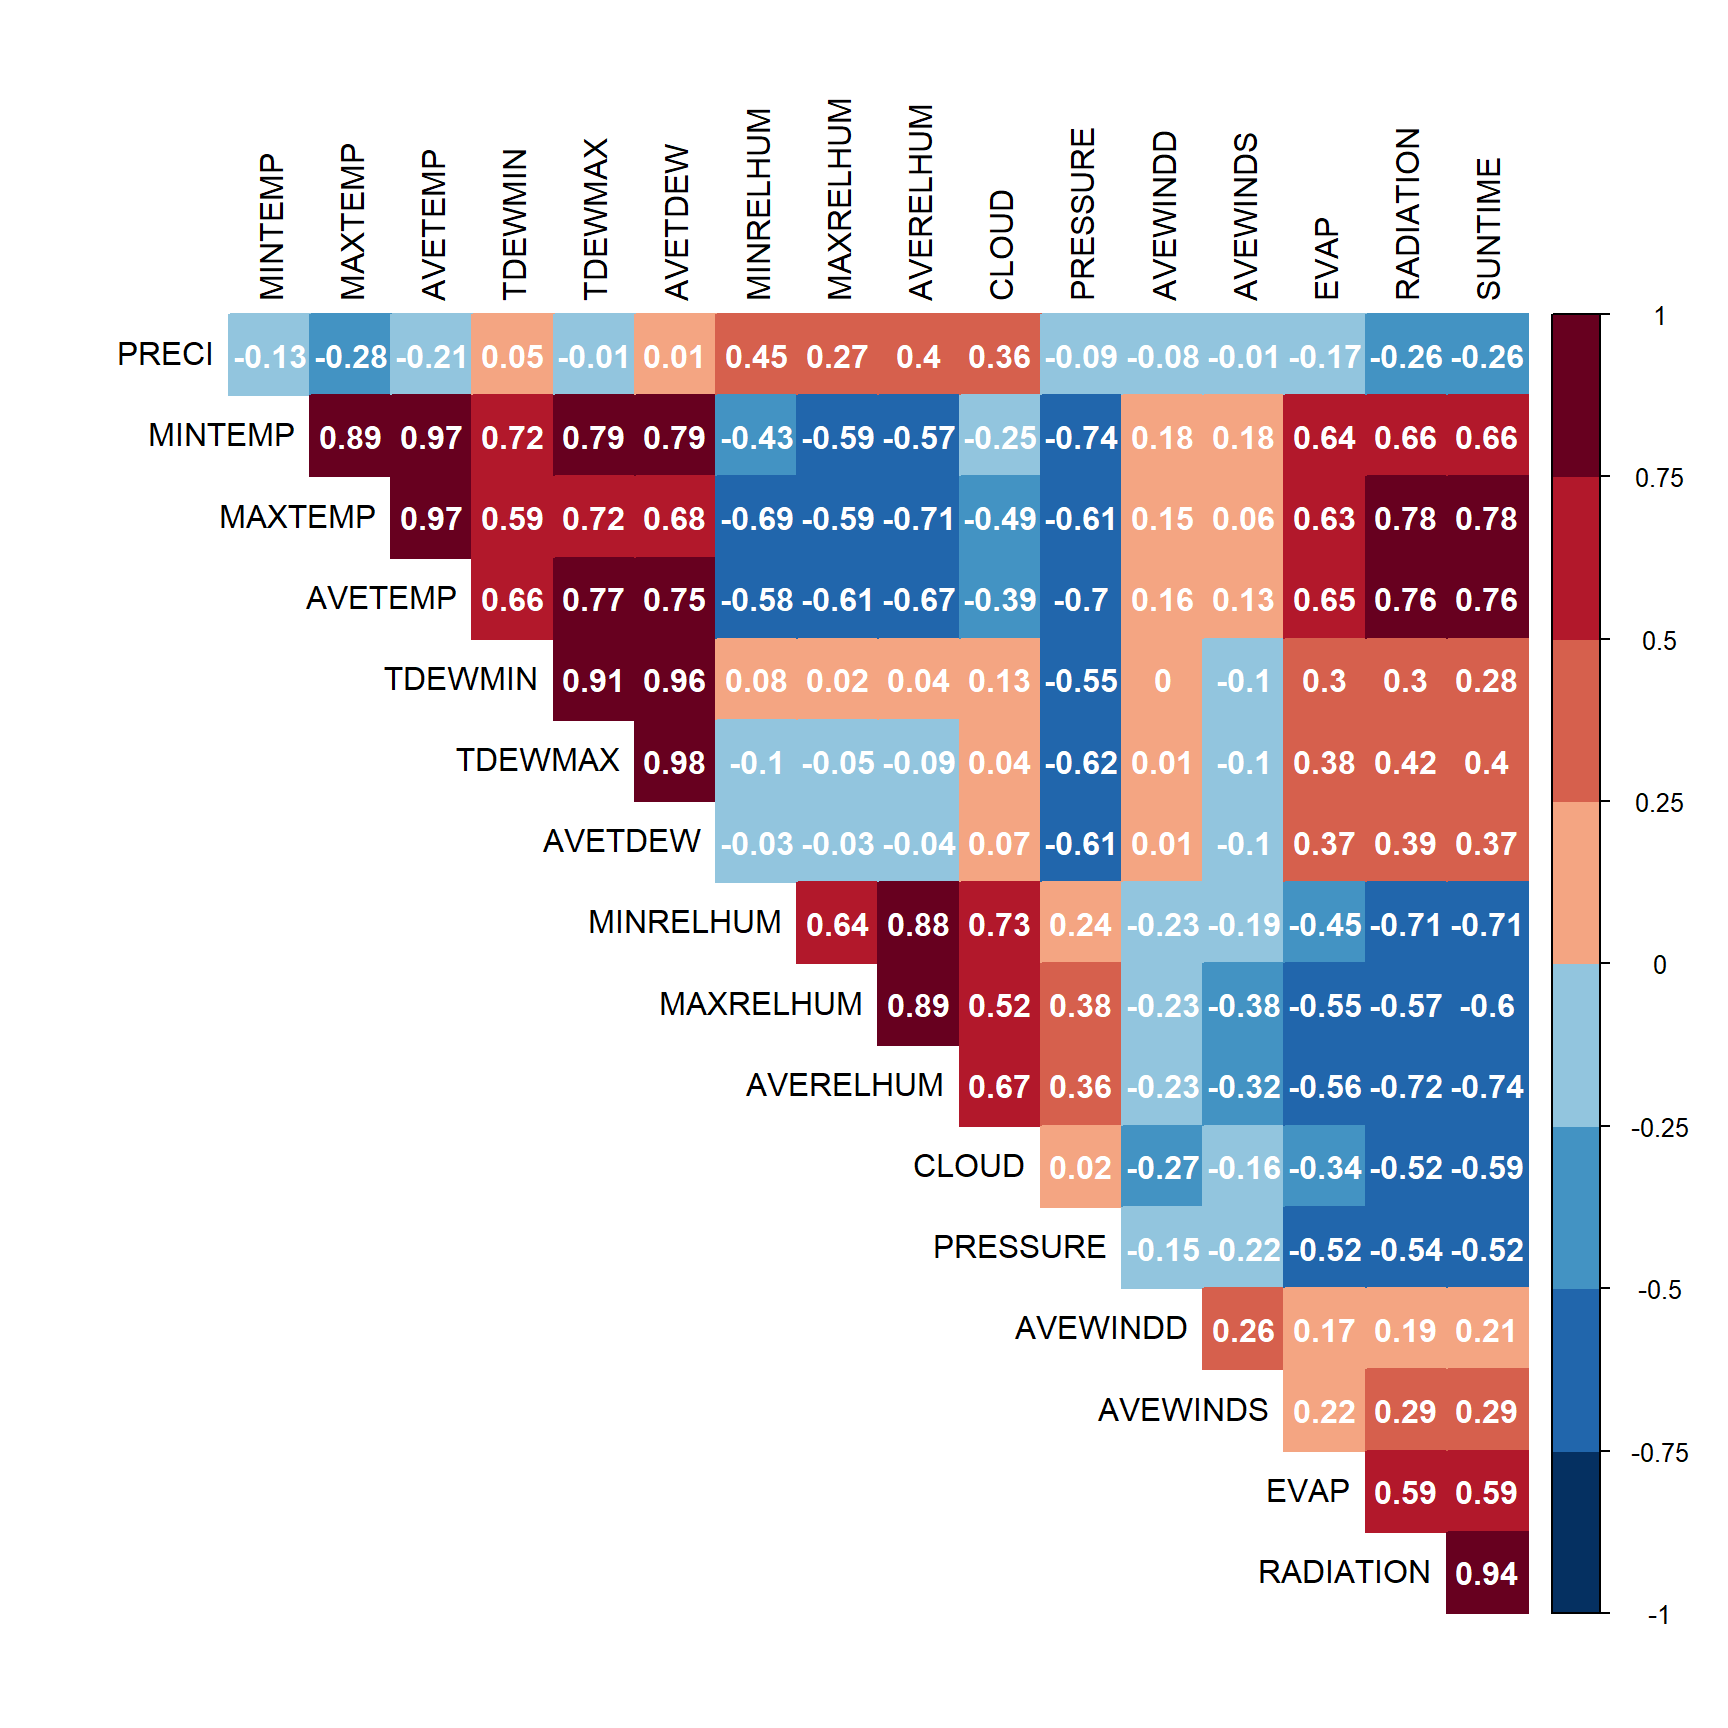 MINTEMP MAXTEMP AVETEMP TDEWMIN TDEWMAX AVETDEW MINRELHUM MAXRELHUM AVERELHUM CLOUD PRESSURE AVEWINDD AVEWINDS EVAP RADIATION SUNTIME
PRECI -0.13 -0.28 -0.21 0.05 -0.01 0.01 0.45 0.27 0.4 0.36 -0.09 -0.08 -0.01 -0.17 -0.26 -0.26 1
MINTEMP 0.89 0.97 0.72 0.79 0.79 -0.43 -0.59 -0.57 -0.25 -0.74 0.18 0.18 0.64 0.66 0.66
0.75
MAXTEMP 0.97 0.59 0.72 0.68 -0.69 -0.59 -0.71 -0.49 -0.61 0.15 0.06 0.63 0.78 0.78
AVETEMP 0.66 0.77 0.75 -0.58 -0.61 -0.67 -0.39 -0.7 0.16 0.13 0.65 0.76 0.76
0.5
TDEWMIN 0.91 0.96 0.08 0.02 0.04 0.13 -0.55 0 -0.1 0.3 0.3 0.28
TDEWMAX 0.98 -0.1 -0.05 -0.09 0.04 -0.62 0.01 -0.1 0.38 0.42 0.4
0.25
AVETDEW -0.03 -0.03 -0.04 0.07 -0.61 0.01 -0.1 0.37 0.39 0.37
MINRELHUM 0.64 0.88 0.73 0.24 -0.23 -0.19 -0.45 -0.71 -0.71
0
MAXRELHUM 0.89 0.52 0.38 -0.23 -0.38 -0.55 -0.57 -0.6
AVERELHUM 0.67 0.36 -0.23 -0.32 -0.56 -0.72 -0.74
-0.25
CLOUD 0.02 -0.27 -0.16 -0.34 -0.52 -0.59
PRESSURE -0.15 -0.22 -0.52 -0.54 -0.52
-0.5
AVEWINDD 0.26 0.17 0.19 0.21
AVEWINDS 0.22 0.29 0.29
-0.75
EVAP 0.59 0.59
RADIATION 0.94
-1